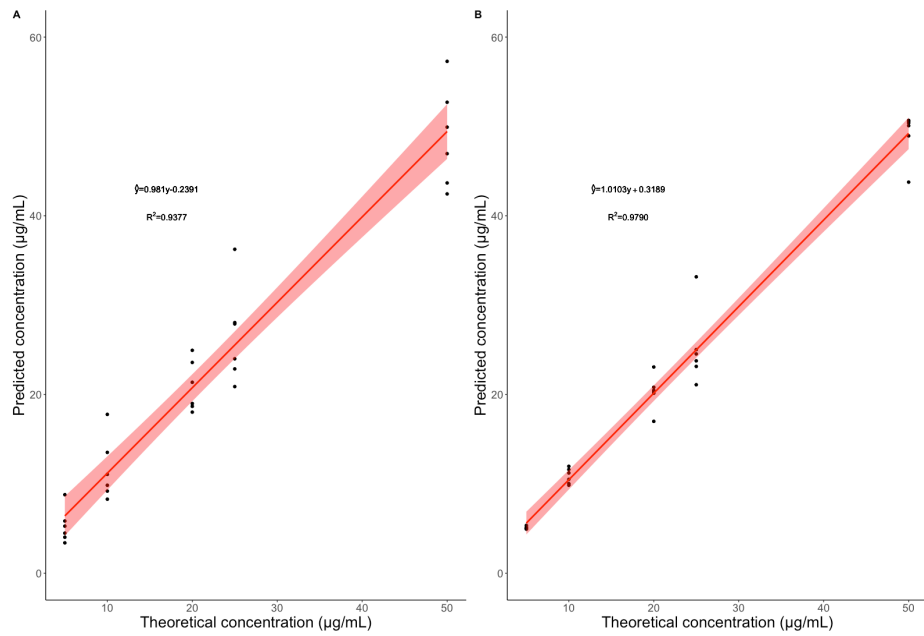 A
60
40
20
0
Predicted concentration (µg/mL)
ŷ=0.981y-0.2391
R²=0.9377
10
20
30
40
50
Theoretical concentration (µg/mL)
B
60
40
20
0
Predicted concentration (µg/mL)
ŷ=1.0103y + 0.3189
R²=0.9790
10
20
30
40
50
Theoretical concentration (µg/mL)